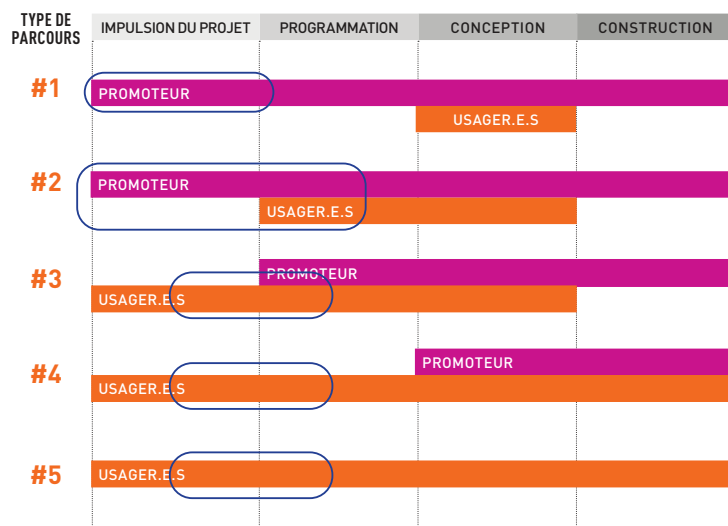 TYPE DE
PARCOURS
IMPULSION DU PROJET
PROGRAMMATION
CONCEPTION
CONSTRUCTION
#1
PROMOTEUR
USAGER.E.S
#2
PROMOTEUR
USAGER.E.S
#3
PROMOTEUR
USAGER.E.S
#4
PROMOTEUR
USAGER.E.S
#5
USAGER.E.S